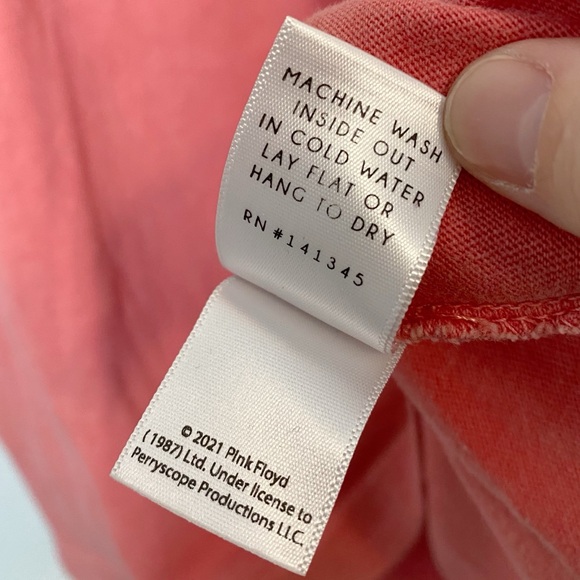 MACHINE WASH
INSIDE OUT
IN COLD WATER
LAY FLAT OR
HANG TO DRY
RN #141345
© 2021 Pink Floyd
(1987) Ltd. Under license to
Perryscope Productions LLC.